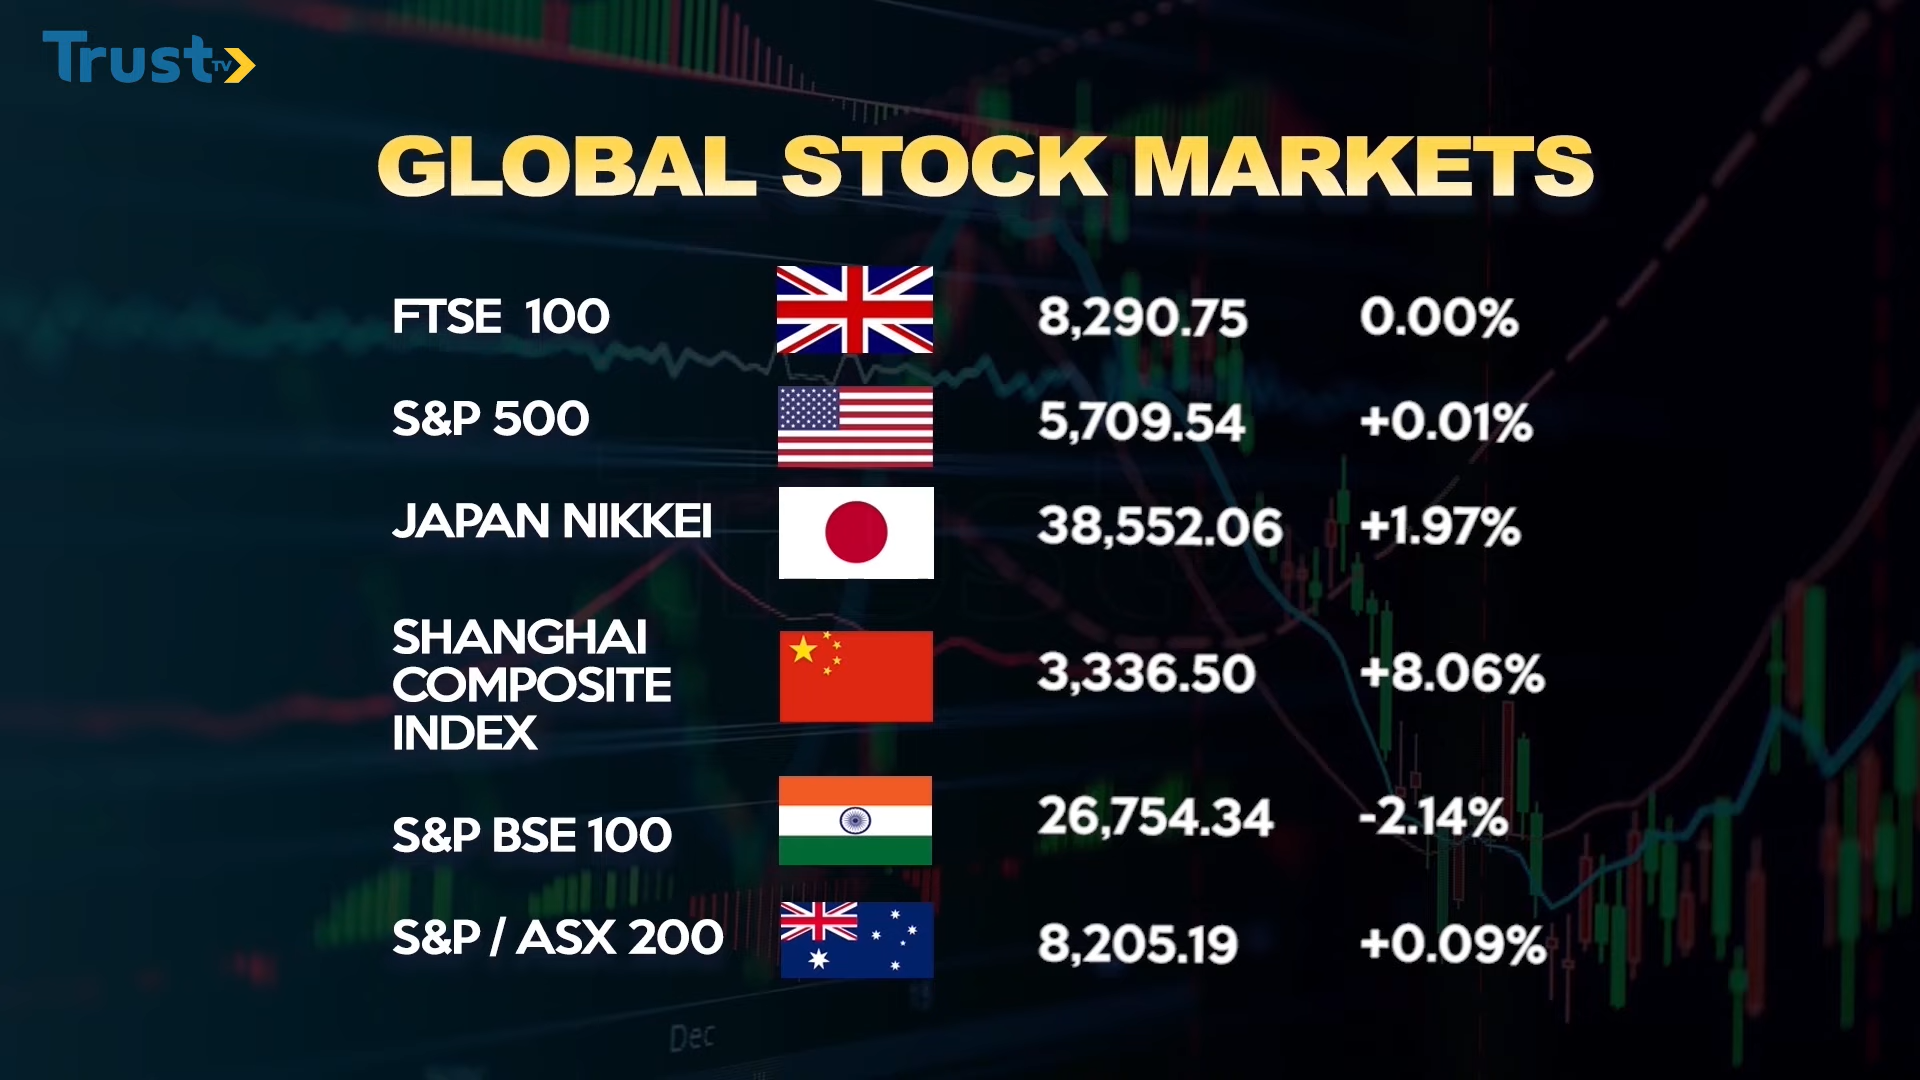 Trust TV
GLOBAL STOCK MARKETS
FTSE 100 8,290.75 0.00%
S&P 500 5,709.54 +0.01%
JAPAN NIKKEI 38,552.06 +1.97%
SHANGHAI
COMPOSITE
INDEX
3,336.50 +8.06%
S&P BSE 100 26,754.34 -2.14%
S&P / ASX 200 8,205.19 +0.09%
Dec